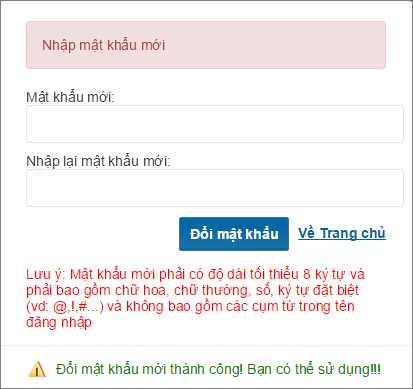 Nhập mật khẩu mới
Mật khẩu mới:
Nhập lại mật khẩu mới:
Đổi mật khẩu Về Trang chủ
Lưu ý: Mật khẩu mới phải có độ dài tối thiểu 8 ký tự và
phải bao gồm chữ hoa, chữ thường, số, ký tự đặt biệt
(vd: @,!,#...) và không bao gồm các cụm từ trong tên
đăng nhập
Đổi mật khẩu mới thành công! Bạn có thể sử dụng!!!